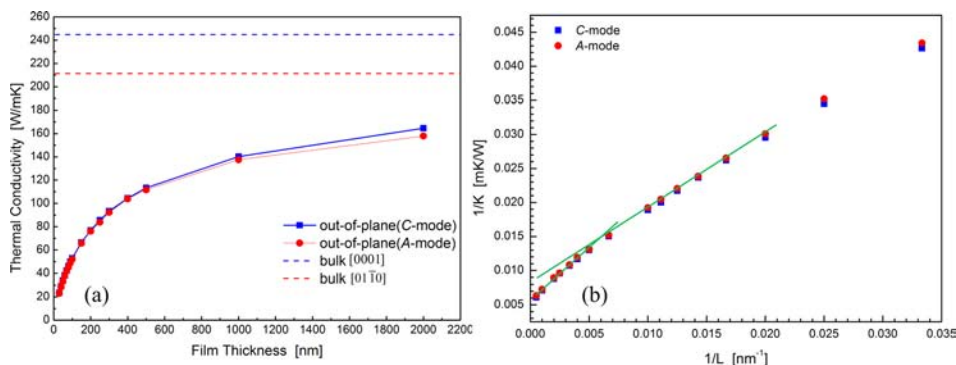 260
240
220
200
180
160
140
120
100
80
60
40
20
0 200 400 600 800 1000 1200 1400 1600 1800 2000 2200
Thermal Conductivity [W/mK]
Film Thickness [nm]
(a)
out-of-plane(C-mode)
out-of-plane(A-mode)
bulk [0001]
bulk [011̄0]
0.045
0.040
0.035
0.030
0.025
0.020
0.015
0.010
0.005
0.000 0.005 0.010 0.015 0.020 0.025 0.030 0.035
1/K [mK/W]
1/L [nm⁻¹]
C-mode
A-mode
(b)